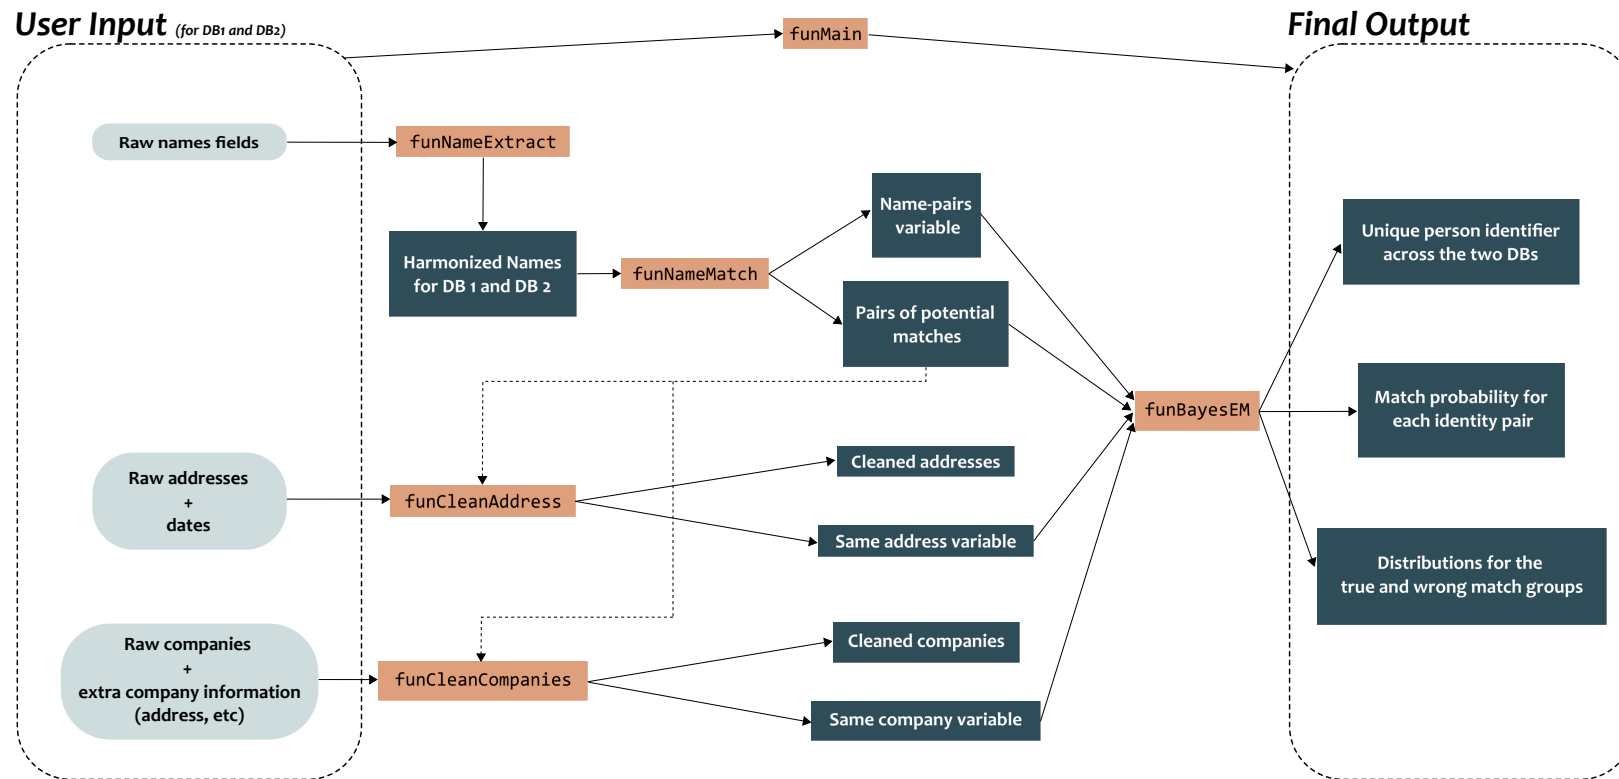 User Input (for DB1 and DB2)
funMain
Final Output
Raw names fields
funNameExtract
Name-pairs
variable
Unique person identifier
across the two DBs
Harmonized Names
for DB 1 and DB 2
funNameMatch
Pairs of potential
matches
Match probability for
each identity pair
funBayesEM
Raw addresses
+
dates
funCleanAddress
Cleaned addresses
Same address variable
Distributions for the
true and wrong match groups
Raw companies
+
extra company information
(address, etc)
funCleanCompanies
Cleaned companies
Same company variable